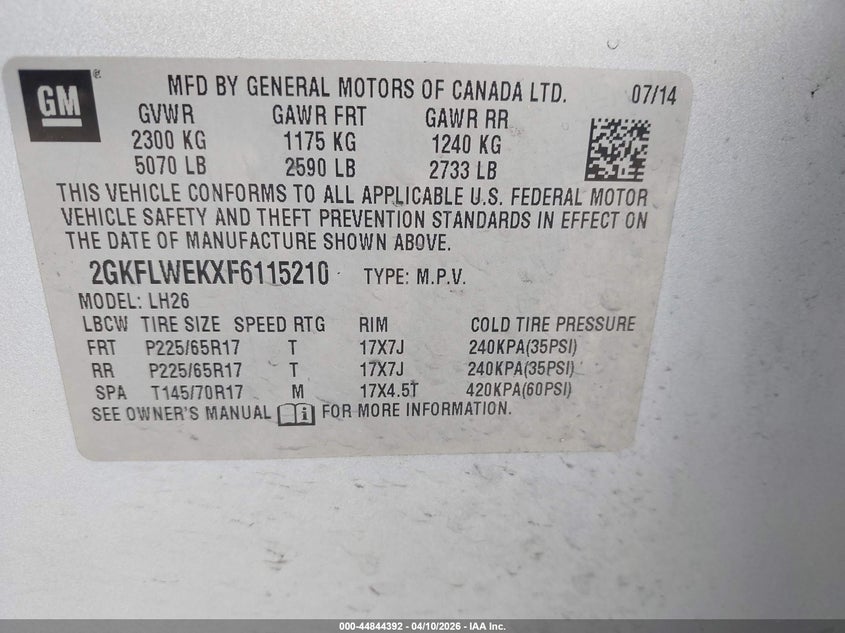 GM ® MFD BY GENERAL MOTORS OF CANADA LTD. 07/14
GVWR GAWR FRT GAWR RR
2300 KG 1175 KG 1240 KG
5070 LB 2590 LB 2733 LB
THIS VEHICLE CONFORMS TO ALL APPLICABLE U.S. FEDERAL MOTOR
VEHICLE SAFETY AND THEFT PREVENTION STANDARDS IN EFFECT ON
THE DATE OF MANUFACTURE SHOWN ABOVE.
2GKFLWEKXF6115210 TYPE: M.P.V.
MODEL: LH26
LBCW TIRE SIZE SPEED RTG RIM COLD TIRE PRESSURE
FRT P225/65R17 T 17X7J 240KPA(35PSI)
RR P225/65R17 T 17X7J 240KPA(35PSI)
SPA T145/70R17 M 17X4.5T 420KPA(60PSI)
SEE OWNER'S MANUAL i FOR MORE INFORMATION.
000-44844392 - 04/10/2026 - IAA Inc.